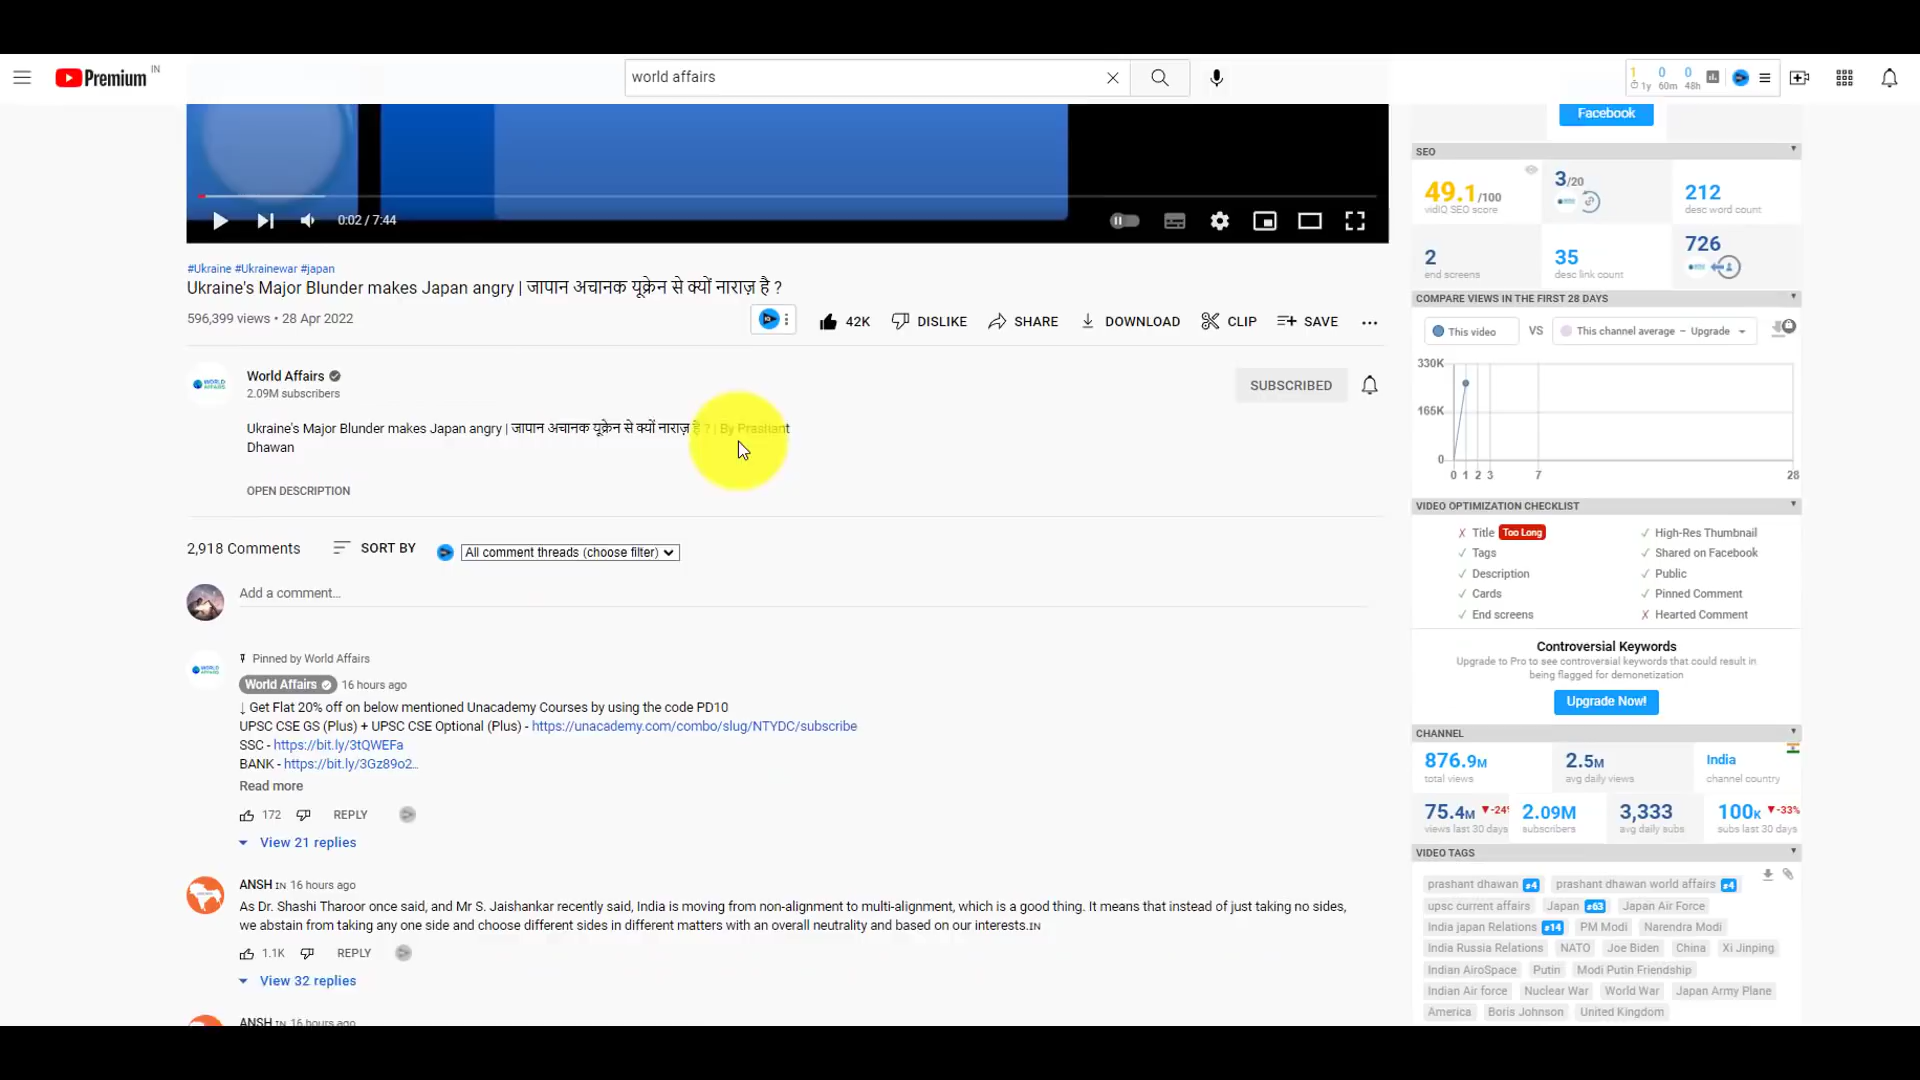 Premium IN
world affairs
1 0 0
1y 60m 48h
Facebook
0:02 / 7:44
#Ukraine #Ukrainewar #japan
Ukraine's Major Blunder makes Japan angry | जापान अचानक यूक्रेन से क्यों नाराज़ है ?
596,399 views • 28 Apr 2022
42K DISLIKE SHARE DOWNLOAD CLIP SAVE
World Affairs
2.09M subscribers
SUBSCRIBED
Ukraine's Major Blunder makes Japan angry | जापान अचानक यूक्रेन से क्यों नाराज़ है ? | By Prashant
Dhawan
OPEN DESCRIPTION
2,918 Comments SORT BY All comment threads (choose filter)
Add a comment...
WORLD AFFAIRS
Pinned by World Affairs
World Affairs 16 hours ago
↓ Get Flat 20% off on below mentioned Unacademy Courses by using the code PD10
UPSC CSE GS (Plus) + UPSC CSE Optional (Plus) - https://unacademy.com/combo/slug/NTYDC/subscribe
SSC - https://bit.ly/3tQWEFa
BANK - https://bit.ly/3Gz89o2...
Read more
172 REPLY
View 21 replies
ANSH IN 16 hours ago
As Dr. Shashi Tharoor once said, and Mr S. Jaishankar recently said, India is moving from non-alignment to multi-alignment, which is a good thing. It means that instead of just taking no sides,
we abstain from taking any one side and choose different sides in different matters with an overall neutrality and based on our interests.IN
1.1K REPLY
View 32 replies
ANSH IN 16 hours ago
SEO
49.1/100 3/20 212
vidIQ SEO score desc word count
2 35 726
end screens desc link count
COMPARE VIEWS IN THE FIRST 28 DAYS
This video VS This channel average – Upgrade
330K
165K
0
0 1 2 3 7 28
VIDEO OPTIMIZATION CHECKLIST
✗ Title Too Long ✓ High-Res Thumbnail
✓ Tags ✓ Shared on Facebook
✓ Description ✓ Public
✓ Cards ✓ Pinned Comment
✓ End screens ✗ Hearted Comment
Controversial Keywords
Upgrade to Pro to see controversial keywords that could result in
being flagged for demonetization
Upgrade Now!
CHANNEL
876.9M 2.5M India
total views avg daily views channel country
75.4M ▼-24% 2.09M 3,333 100K ▼-33%
views last 30 days subscribers avg daily subs subs last 30 days
VIDEO TAGS
prashant dhawan #4 prashant dhawan world affairs #4
upsc current affairs Japan #63 Japan Air Force
India japan Relations #14 PM Modi Narendra Modi
India Russia Relations NATO Joe Biden China Xi Jinping
Indian AiroSpace Putin Modi Putin Friendship
Indian Air force Nuclear War World War Japan Army Plane
America Boris Johnson United Kingdom